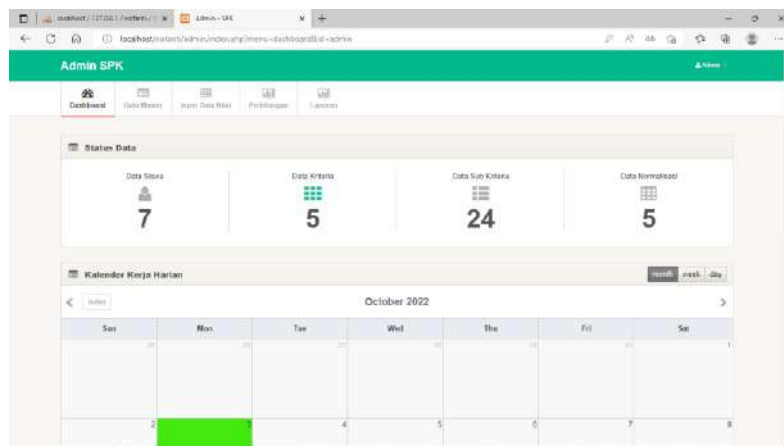 Admin - SPK
Admin SPK
Admin
Dashboard
Data Master
Input Data Nilai
Perhitungan
Laporan
Status Data
Data Siswa
7
Data Kriteria
5
Data Sub Kriteria
24
Data Normalisasi
5
Kalender Kerja Harian
month week day
today
October 2022
Sun Mon Tue Wed Thu Fri Sat
1
2 3 4 5 6 7 8